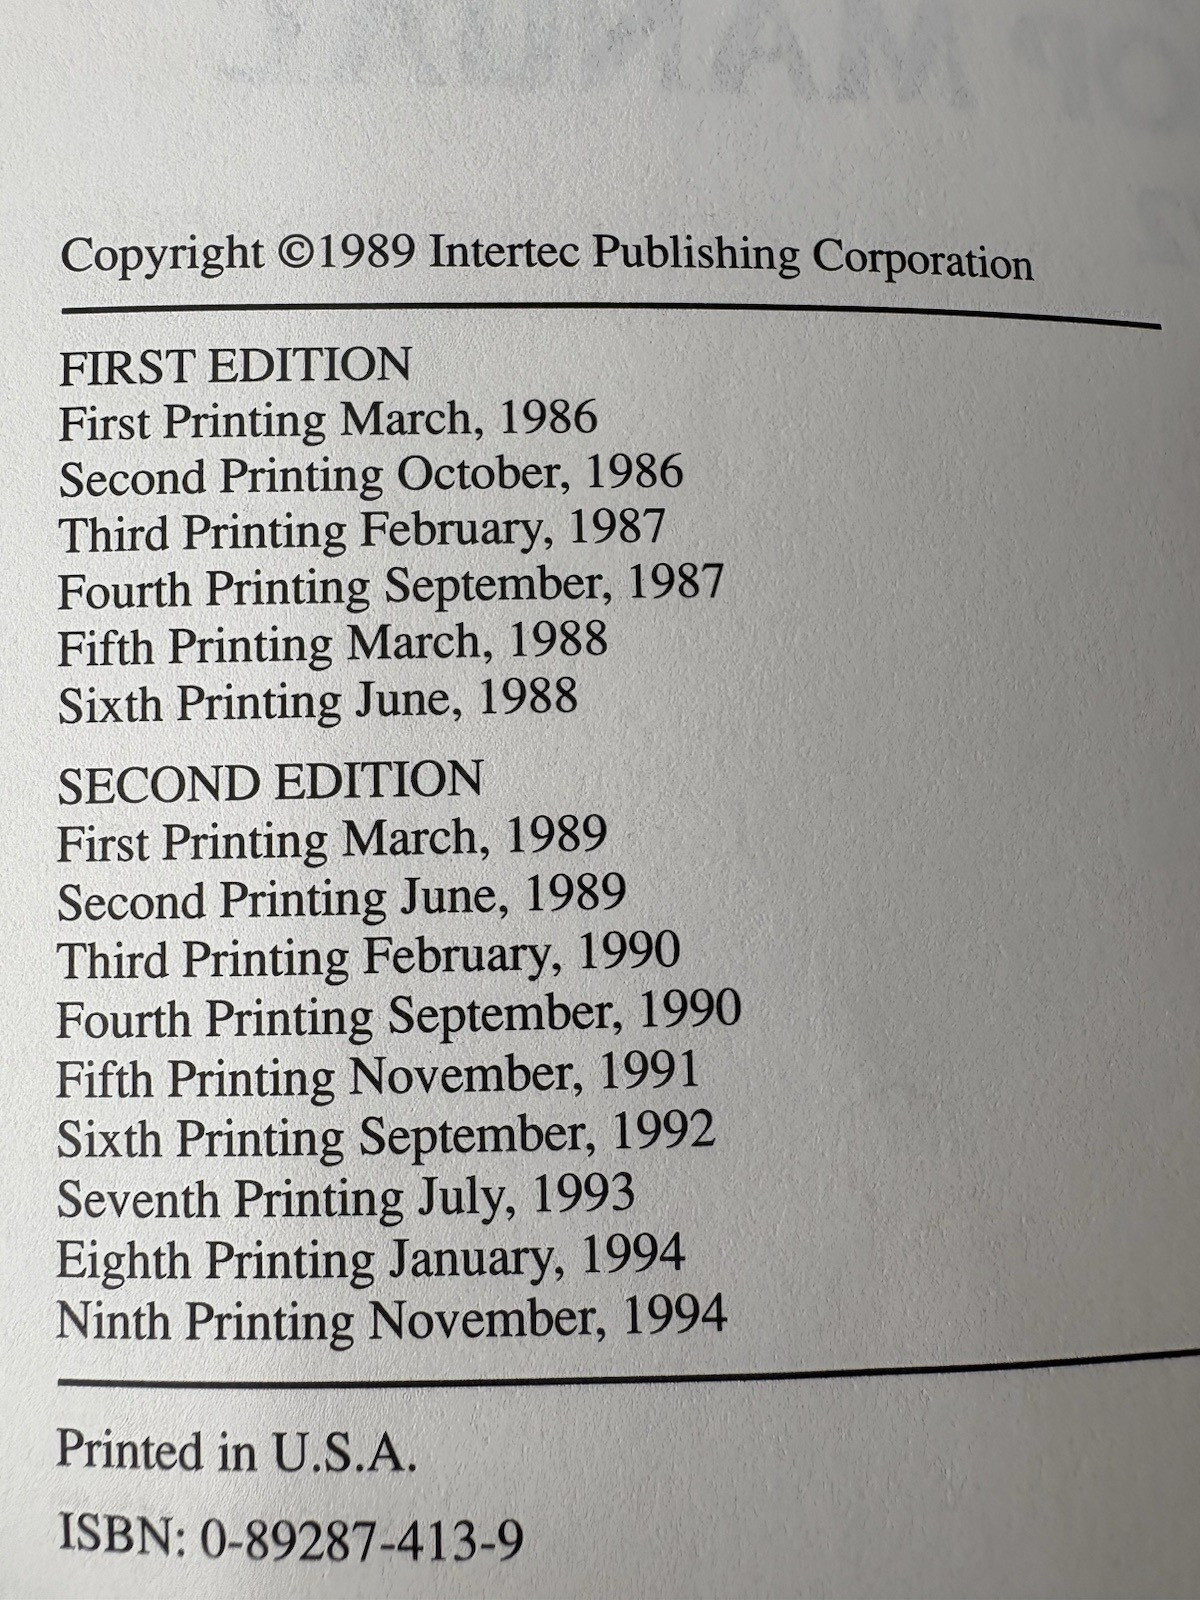 Copyright ©1989 Intertec Publishing Corporation
FIRST EDITION
First Printing March, 1986
Second Printing October, 1986
Third Printing February, 1987
Fourth Printing September, 1987
Fifth Printing March, 1988
Sixth Printing June, 1988
SECOND EDITION
First Printing March, 1989
Second Printing June, 1989
Third Printing February, 1990
Fourth Printing September, 1990
Fifth Printing November, 1991
Sixth Printing September, 1992
Seventh Printing July, 1993
Eighth Printing January, 1994
Ninth Printing November, 1994
Printed in U.S.A.
ISBN: 0-89287-413-9